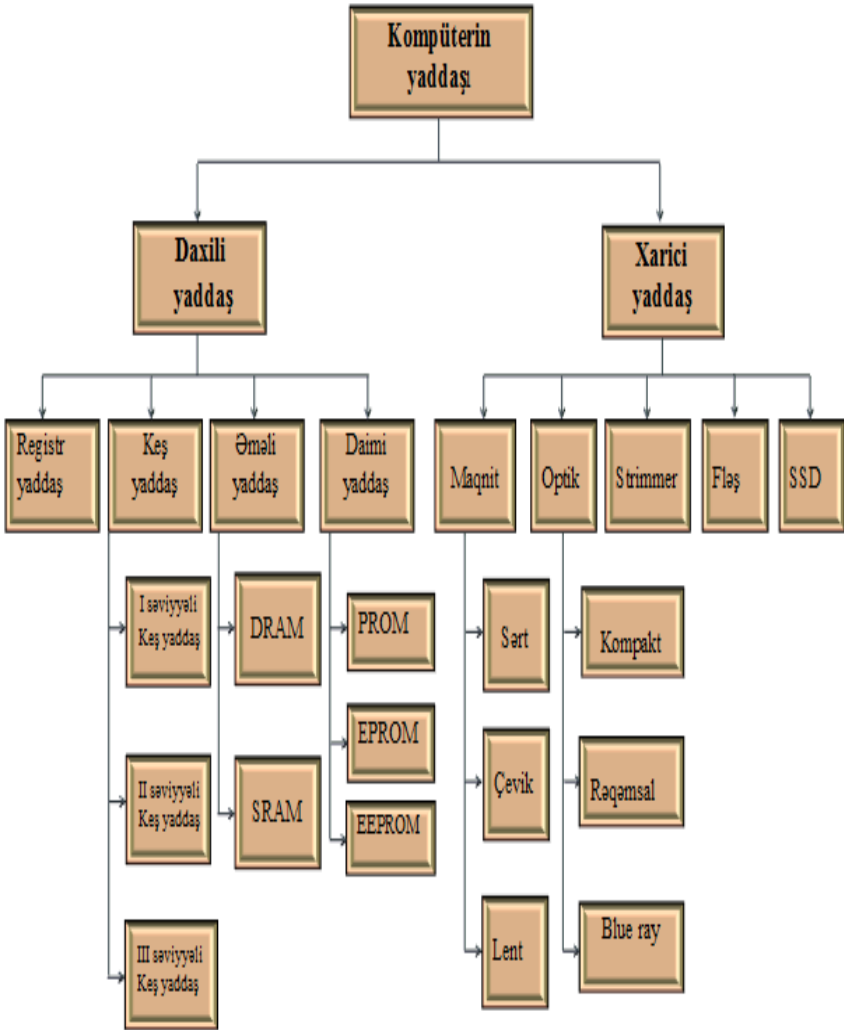 Kompüterin
yaddaşı
Daxili
yaddaş
Xarici
yaddaş
Registr
yaddaş
Keş
yaddaş
Əməli
yaddaş
Daimi
yaddaş
Maqnit
Optik
Strimmer
Fləş
SSD
I səviyyəli
Keş yaddaş
DRAM
PROM
Sərt
Kompakt
EPROM
II səviyyəli
Keş yaddaş
SRAM
EEPROM
Çevik
Rəqəmsal
III səviyyəli
Keş yaddaş
Lent
Blue ray